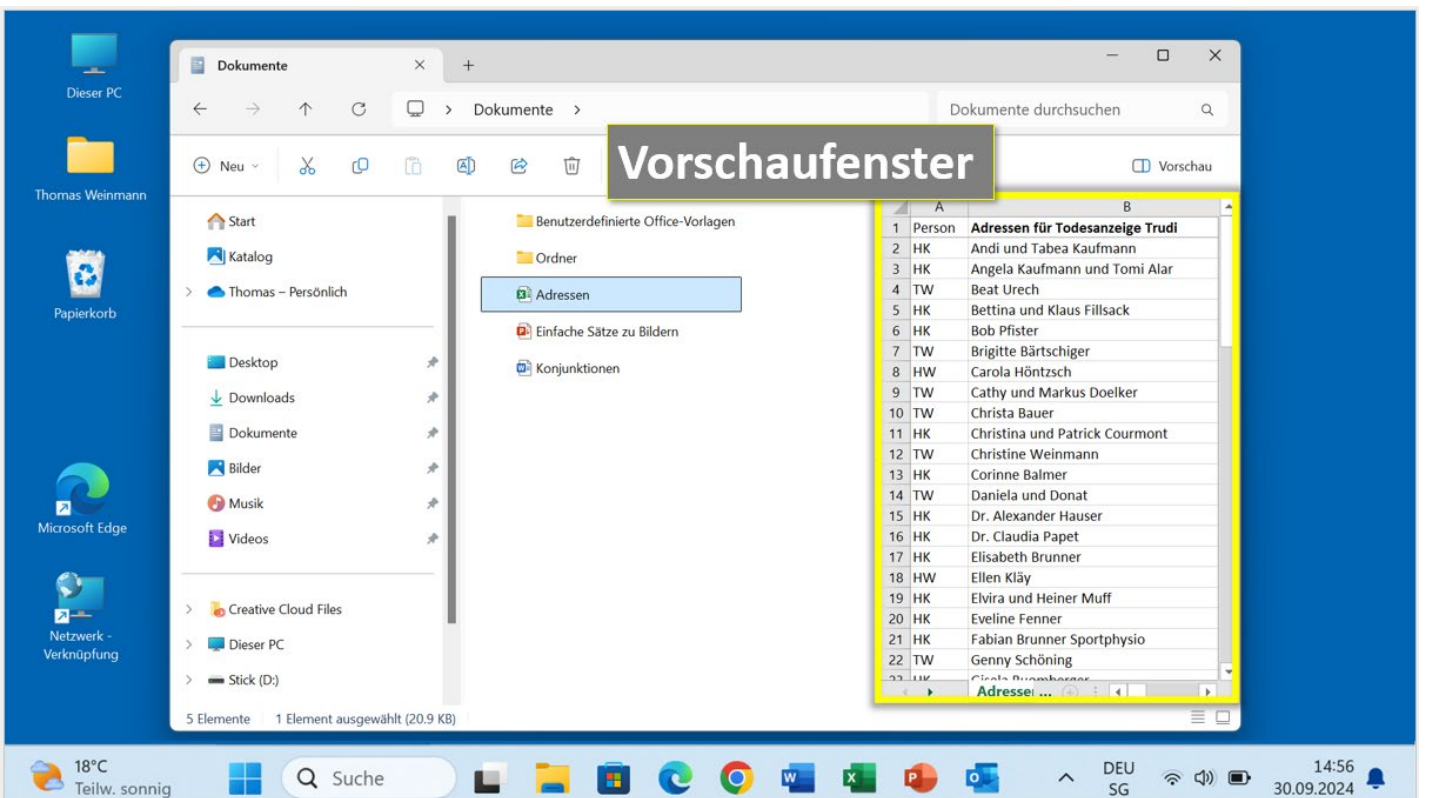 Dieser PC
Thomas Weinmann
Papierkorb
Microsoft Edge
Netzwerk -
Verknüpfung
Dokumente
Dokumente
Dokumente durchsuchen
Neu
Vorschaufenster
Vorschau
Start
Katalog
Thomas – Persönlich
Desktop
Downloads
Dokumente
Bilder
Musik
Videos
Creative Cloud Files
Dieser PC
Stick (D:)
Benutzerdefinierte Office-Vorlagen
Ordner
Adressen
Einfache Sätze zu Bildern
Konjunktionen
A B
1 Person Adressen für Todesanzeige Trudi
2 HK Andi und Tabea Kaufmann
3 HK Angela Kaufmann und Tomi Alar
4 TW Beat Urech
5 HK Bettina und Klaus Fillsack
6 HK Bob Pfister
7 TW Brigitte Bärtschiger
8 HW Carola Höntzsch
9 TW Cathy und Markus Doelker
10 TW Christa Bauer
11 HK Christina und Patrick Courmont
12 TW Christine Weinmann
13 HK Corinne Balmer
14 TW Daniela und Donat
15 HK Dr. Alexander Hauser
16 HK Dr. Claudia Papet
17 HK Elisabeth Brunner
18 HW Ellen Kläy
19 HK Elvira und Heiner Muff
20 HK Eveline Fenner
21 HK Fabian Brunner Sportphysio
22 TW Genny Schöning
5 Elemente 1 Element ausgewählt (20.9 KB)
18°C
Teilw. sonnig
Suche
DEU
SG
14:56
30.09.2024